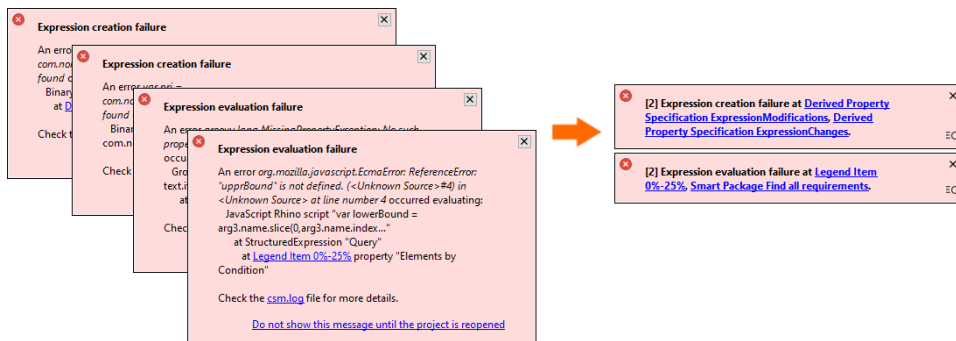 Expression creation failure
An erro
com.no
found
Binary
at D
Check t
Expression creation failure
An error var pri =
com.no
found
Binar
com.n
Check
Expression evaluation failure
An error groovy.lang.MissingPropertyException: No such
prope
occu
Gro
text.i
at
Chec
Expression evaluation failure
An error org.mozilla.javascript.EcmaError: ReferenceError:
"upprBound" is not defined. (<Unknown Source>#4) in
<Unknown Source> at line number 4 occurred evaluating:
JavaScript Rhino script "var lowerBound =
arg3.name.slice(0,arg3.name.index..."
at StructuredExpression "Query"
at Legend Item 0%-25% property "Elements by
Condition"
Check the csm.log file for more details.
Do not show this message until the project is reopened
[2] Expression creation failure at Derived Property
Specification ExpressionModifications, Derived
Property Specification ExpressionChanges.
[2] Expression evaluation failure at Legend Item
0%-25%, Smart Package Find all requirements.